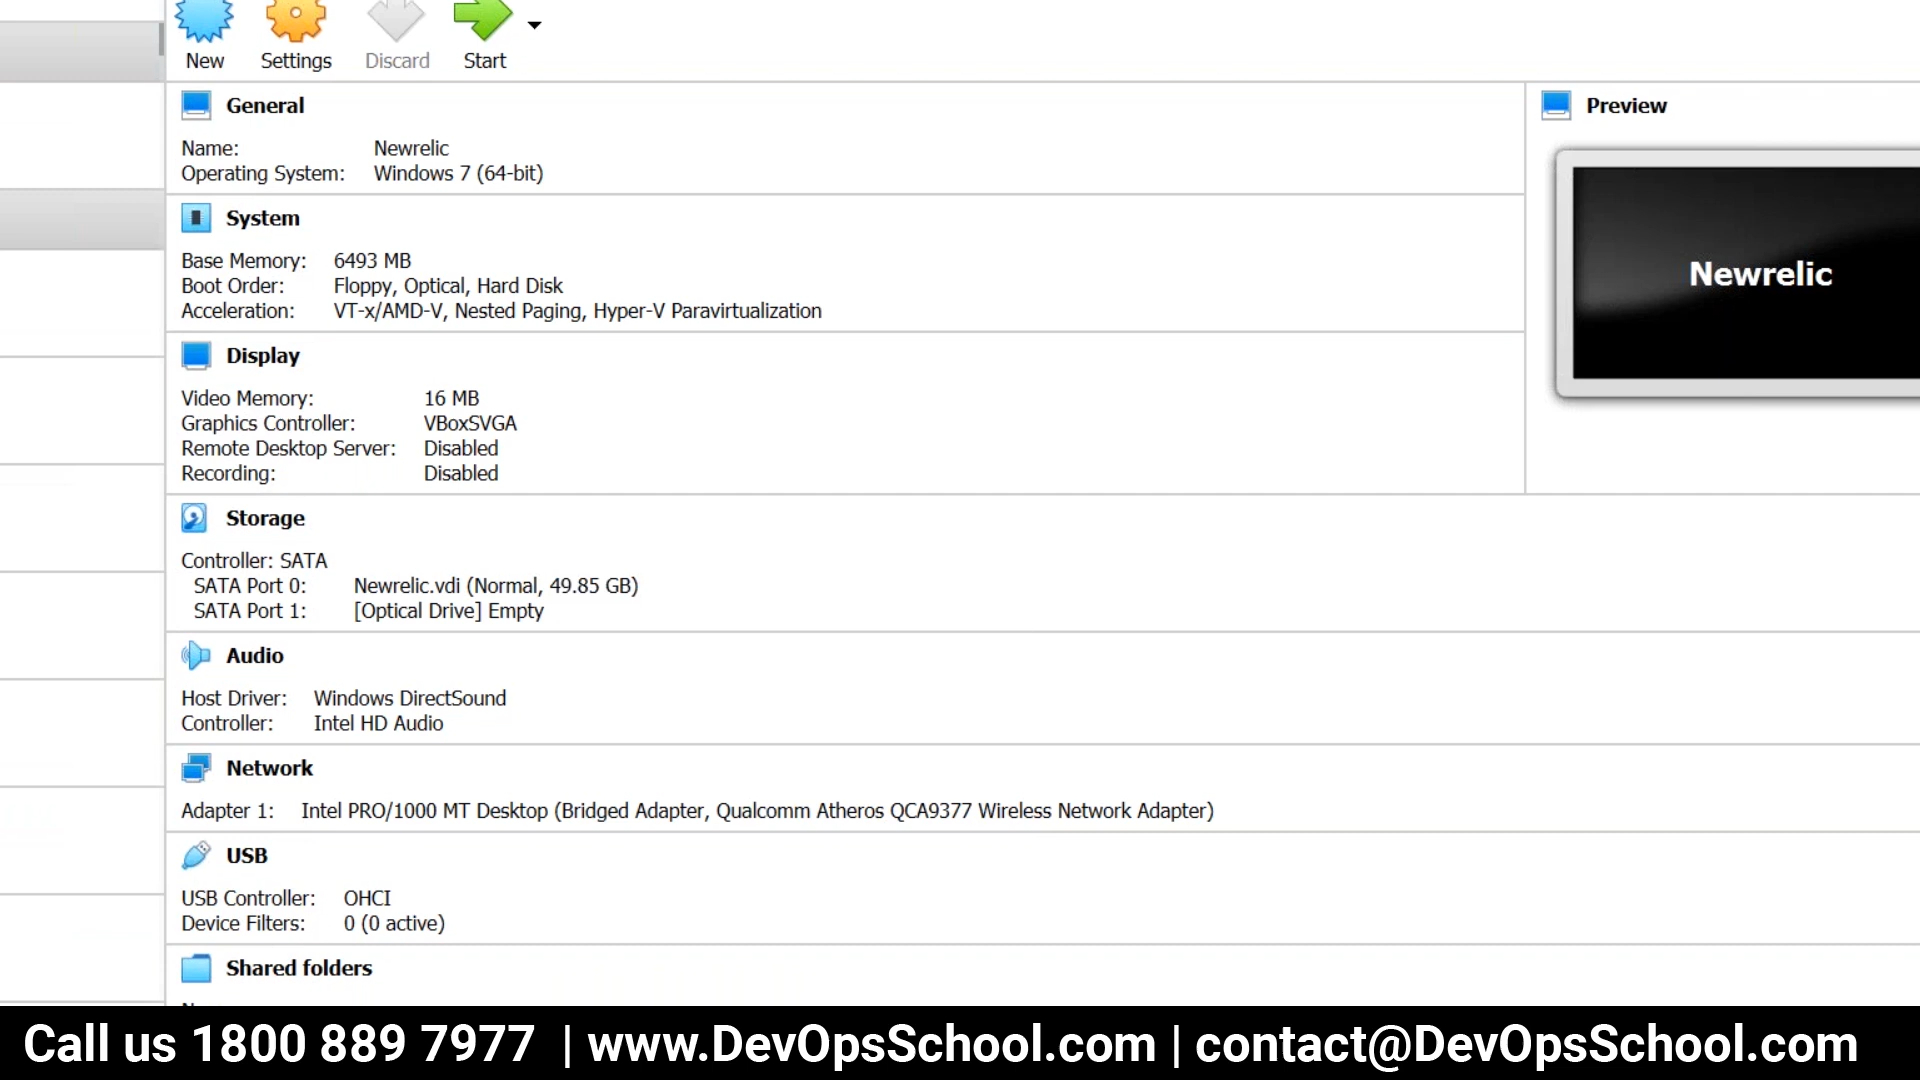 New Settings Discard Start
General
Name: Newrelic
Operating System: Windows 7 (64-bit)
System
Base Memory: 6493 MB
Boot Order: Floppy, Optical, Hard Disk
Acceleration: VT-x/AMD-V, Nested Paging, Hyper-V Paravirtualization
Display
Video Memory: 16 MB
Graphics Controller: VBoxSVGA
Remote Desktop Server: Disabled
Recording: Disabled
Preview
Newrelic
Storage
Controller: SATA
SATA Port 0: Newrelic.vdi (Normal, 49.85 GB)
SATA Port 1: [Optical Drive] Empty
Audio
Host Driver: Windows DirectSound
Controller: Intel HD Audio
Network
Adapter 1: Intel PRO/1000 MT Desktop (Bridged Adapter, Qualcomm Atheros QCA9377 Wireless Network Adapter)
USB
USB Controller: OHCI
Device Filters: 0 (0 active)
Shared folders
Call us 1800 889 7977 | www.DevOpsSchool.com | contact@DevOpsSchool.com